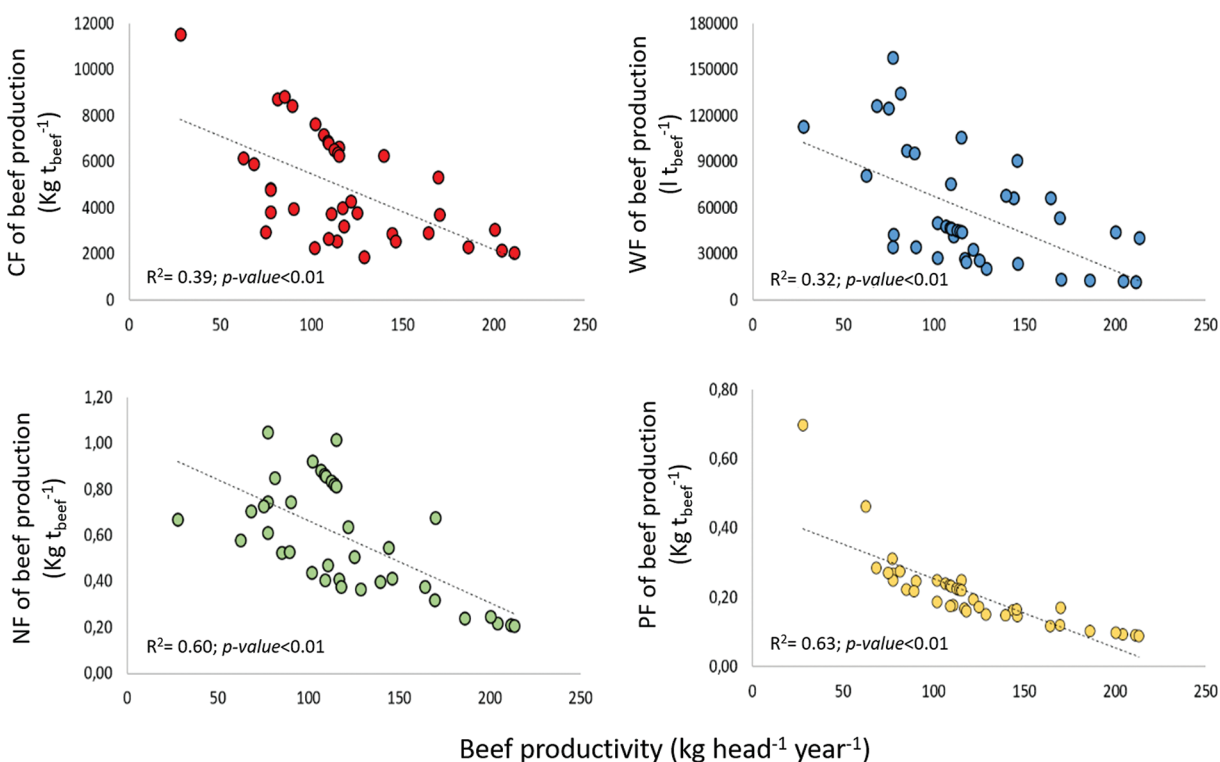 CF of beef production
(Kg t_beef^-1)
12000
10000
8000
6000
4000
2000
0
R²= 0.39; p-value<0.01
0 50 100 150 200 250
WF of beef production
(l t_beef^-1)
180000
150000
120000
90000
60000
30000
0
R²= 0.32; p-value<0.01
0 50 100 150 200 250
NF of beef production
(Kg t_beef^-1)
1,20
1,00
0,80
0,60
0,40
0,20
0,00
R²= 0.60; p-value<0.01
0 50 100 150 200 250
PF of beef production
(Kg t_beef^-1)
0,80
0,60
0,40
0,20
0,00
R²= 0.63; p-value<0.01
0 50 100 150 200 250
Beef productivity (kg head^-1 year^-1)